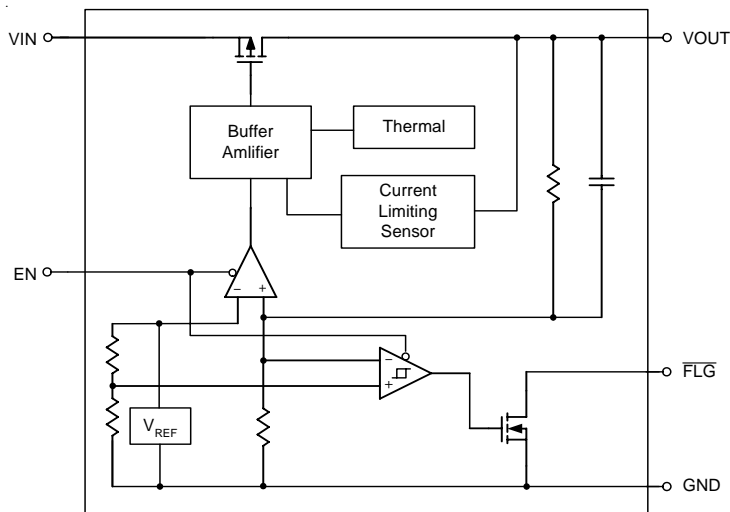 VIN
VOUT
Buffer
Amlifier
Thermal
Current
Limiting
Sensor
EN
− +
−
+
FLG
VREF
GND